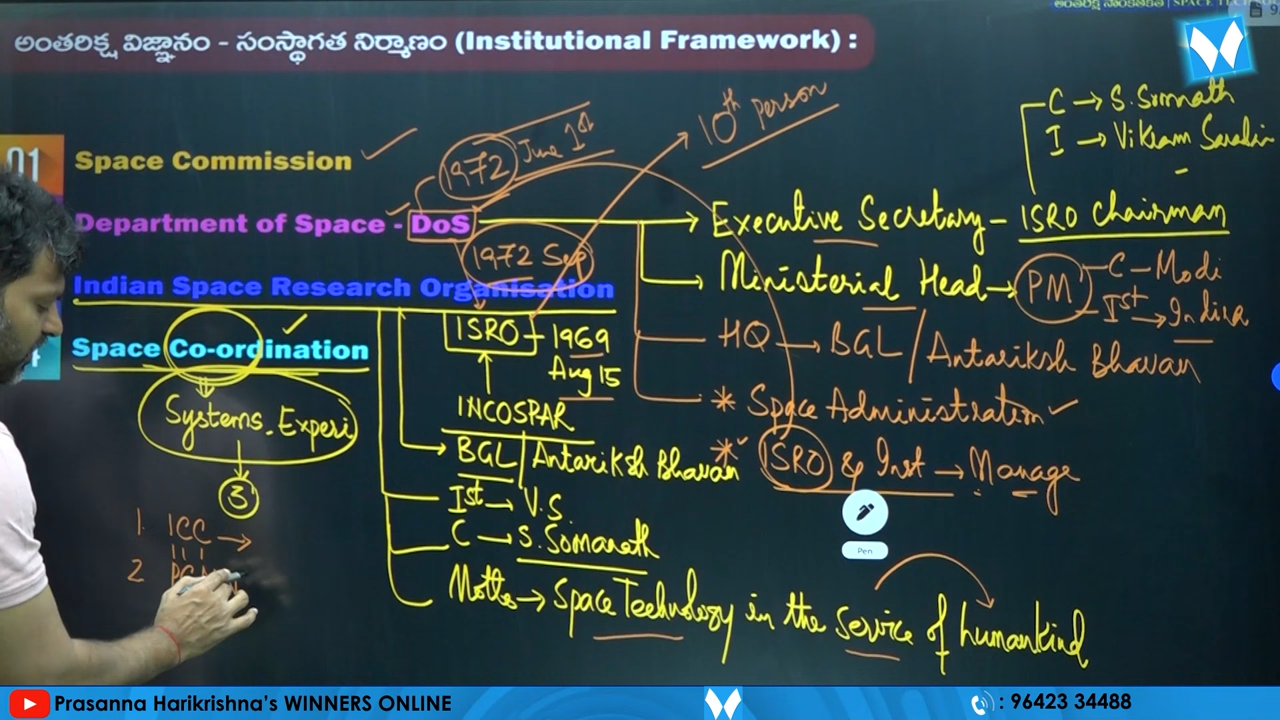 అంతరిక్ష విజ్ఞానం - సంస్థాగత నిర్మాణం (Institutional Framework) :
01
Space Commission
Department of Space - DoS
Indian Space Research Organisation
4
Space Co-ordination
1972 June 1st
1972 Sep
10th person
C → S. Somnath
I → Vikram
Executive Secretary - ISRO Chairman
Ministerial Head → PM
C - Modi
Ist → Indira
HQ → BGL / Antariksh Bhavan
* Space Administration
* ISRO & Inst → Manage
ISRO - 1969
Aug 15
INCOSPAR
BGL / Antariksh Bhavan
Ist → V.S.
C → S. Somanath
Motto → Space Technology in the Service of humankind
Systems. Experi
3
1. ICC →
2
Pen
Prasanna Harikrishna's WINNERS ONLINE
: 96423 34488